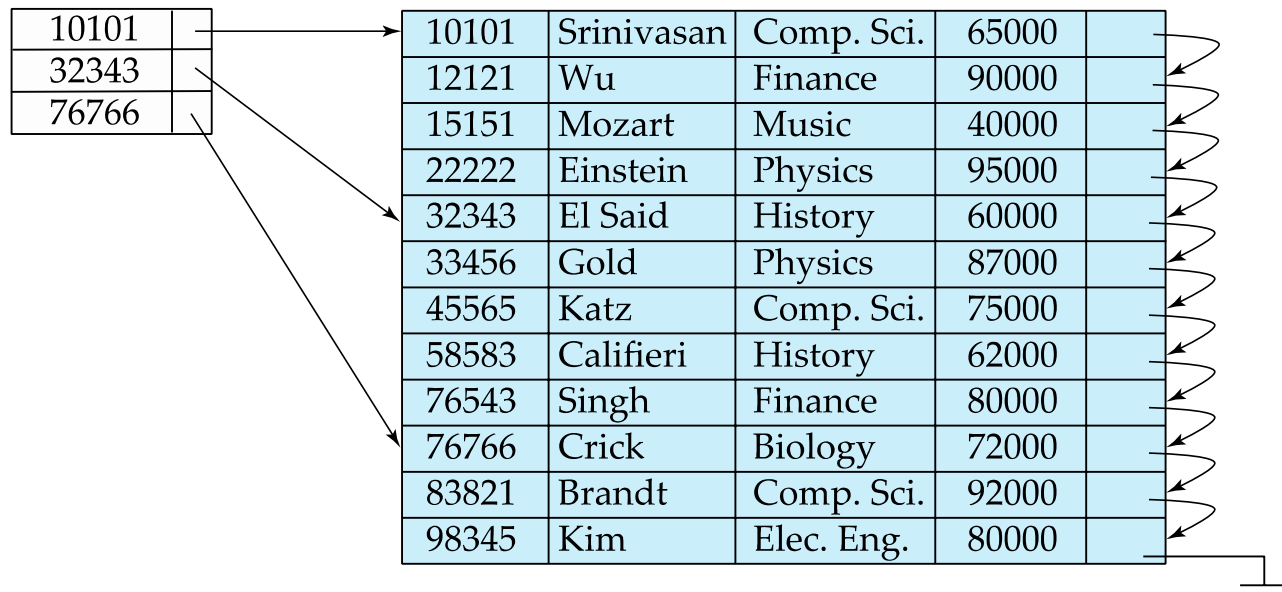 10101
32343
76766
10101 Srinivasan Comp. Sci. 65000
12121 Wu Finance 90000
15151 Mozart Music 40000
22222 Einstein Physics 95000
32343 El Said History 60000
33456 Gold Physics 87000
45565 Katz Comp. Sci. 75000
58583 Califieri History 62000
76543 Singh Finance 80000
76766 Crick Biology 72000
83821 Brandt Comp. Sci. 92000
98345 Kim Elec. Eng. 80000